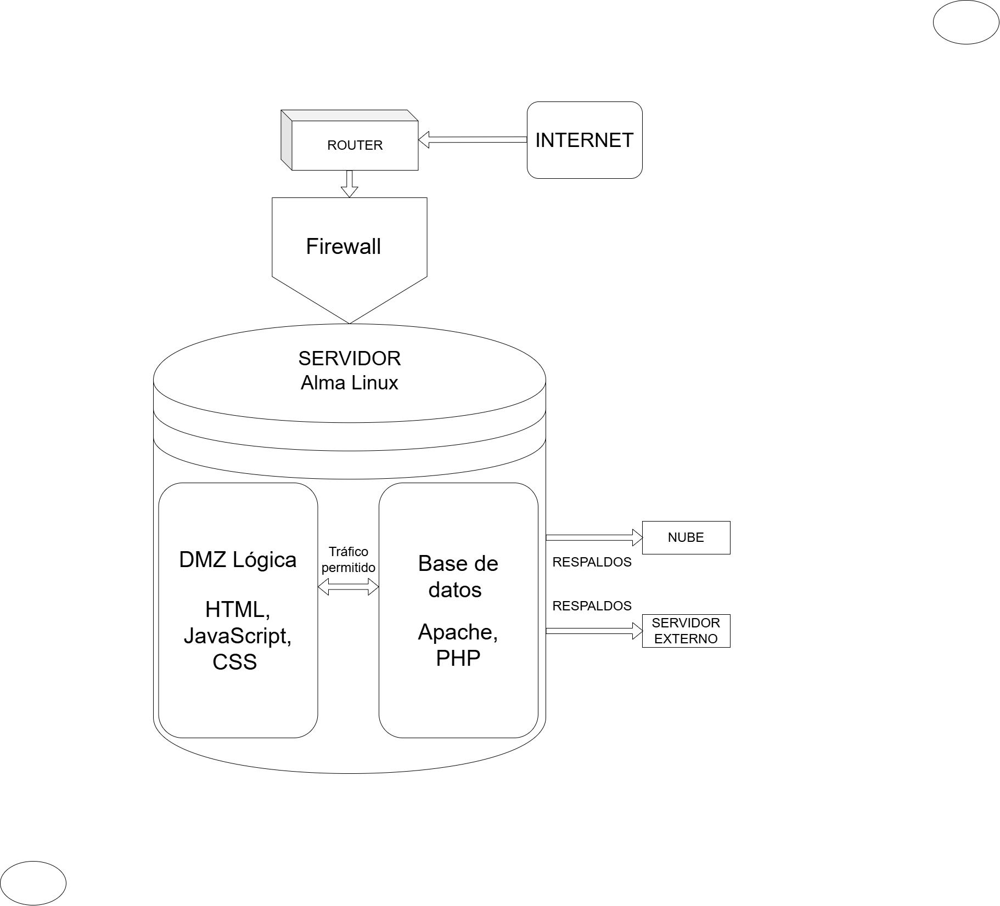 INTERNET
ROUTER
Firewall
SERVIDOR
Alma Linux
DMZ Lógica
HTML,
JavaScript,
CSS
Tráfico
permitido
Base de
datos
Apache,
PHP
NUBE
RESPALDOS
RESPALDOS
SERVIDOR
EXTERNO